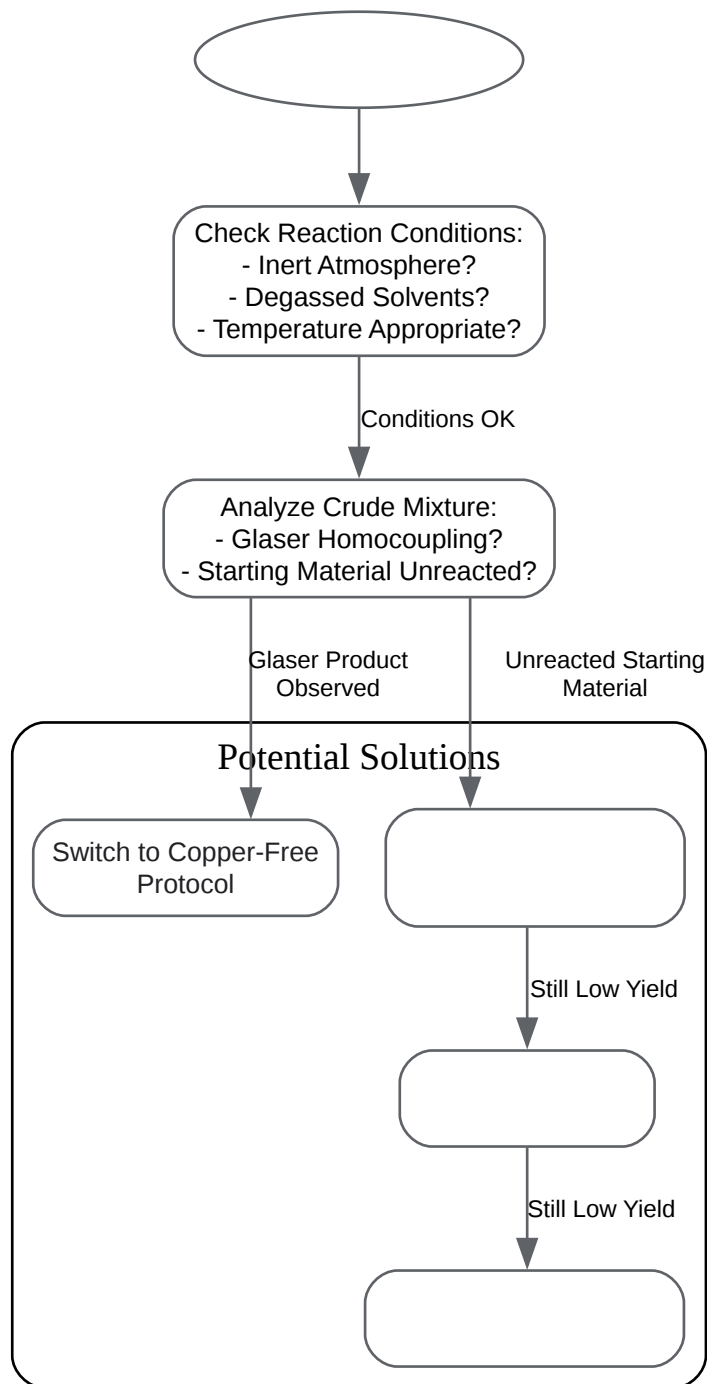 Check Reaction Conditions:
- Inert Atmosphere?
- Degassed Solvents?
- Temperature Appropriate?
Conditions OK
Analyze Crude Mixture:
- Glaser Homocoupling?
- Starting Material Unreacted?
Glaser Product
Observed
Unreacted Starting
Material
Potential Solutions
Switch to Copper-Free
Protocol
Still Low Yield
Still Low Yield